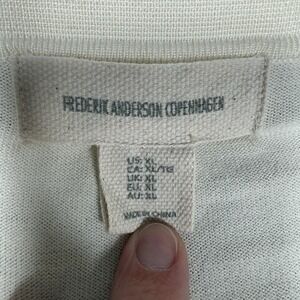 FREDERIK ANDERSON COPENHAGEN
US: XL
CA: XL/TG
UK: XL
EU: XL
AU: XL
MADE IN CHINA